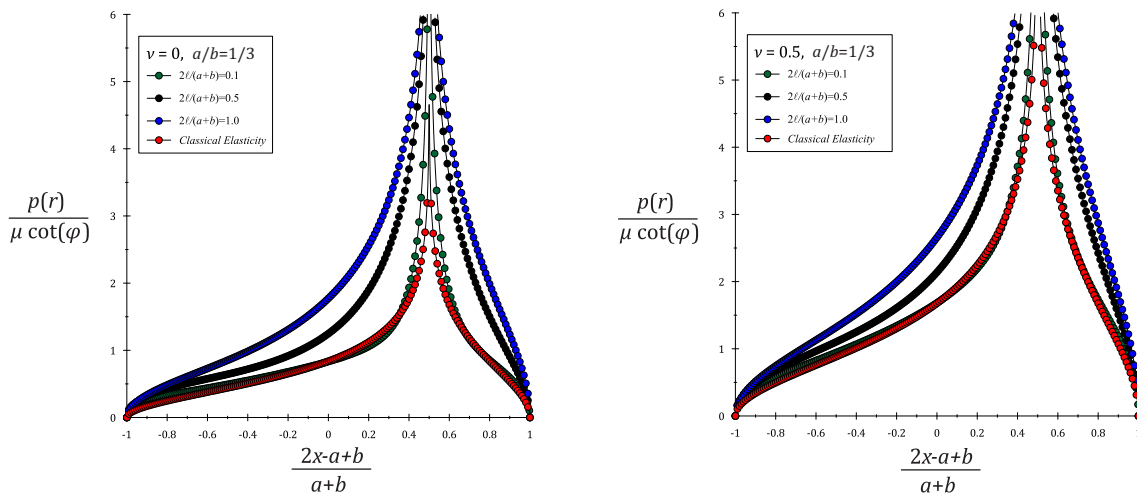 6
5
4
3
2
1
0
ν = 0, a/b=1/3
2ℓ/(a+b)=0.1
2ℓ/(a+b)=0.5
2ℓ/(a+b)=1.0
Classical Elasticity
p(r)
μ cot(φ)
-1 -0.8 -0.6 -0.4 -0.2 0 0.2 0.4 0.6 0.8 1
2x-a+b
a+b
6
5
4
3
2
1
0
ν = 0.5, a/b=1/3
2ℓ/(a+b)=0.1
2ℓ/(a+b)=0.5
2ℓ/(a+b)=1.0
Classical Elasticity
p(r)
μ cot(φ)
-1 -0.8 -0.6 -0.4 -0.2 0 0.2 0.4 0.6 0.8 1
2x-a+b
a+b